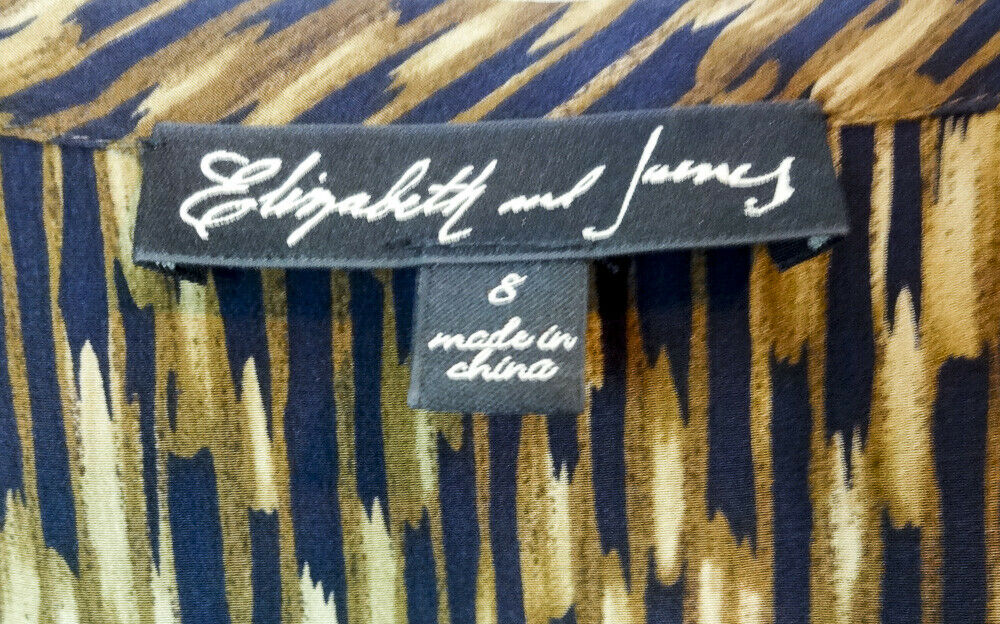 Elizabeth and James
8
made in
china